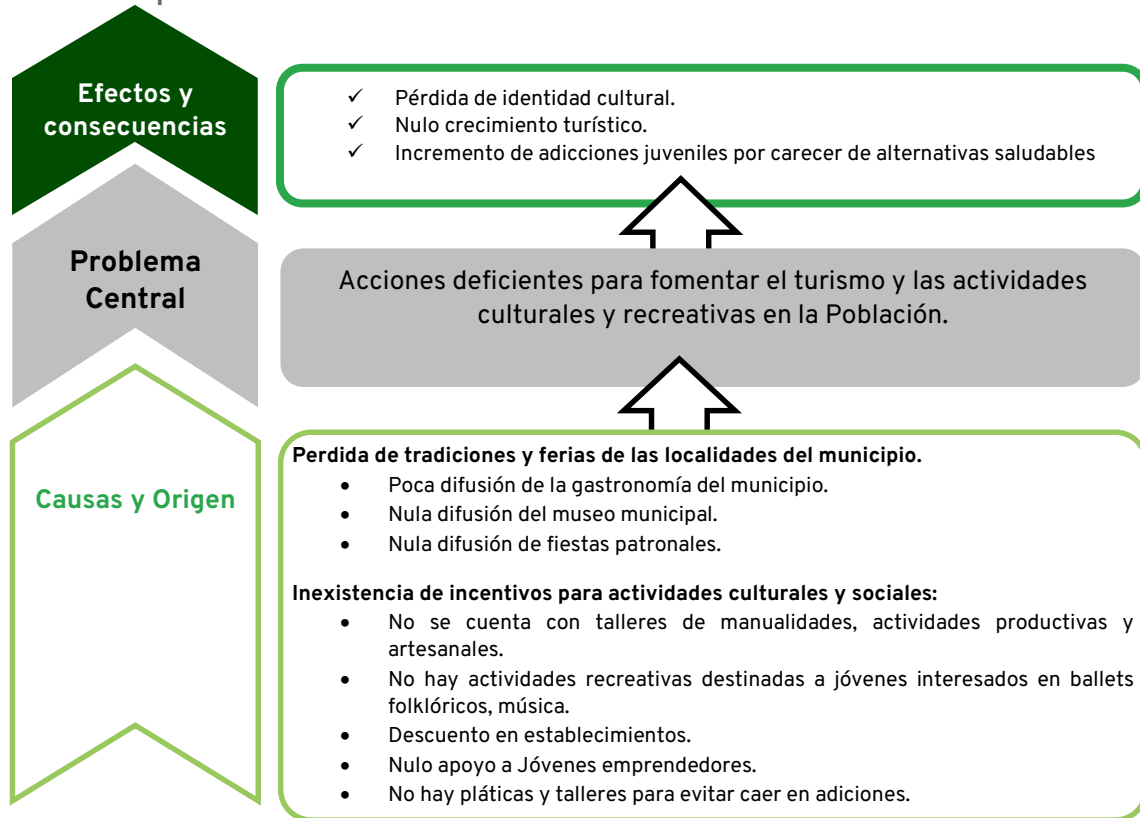 Efectos y
consecuencias
✓ Pérdida de identidad cultural.
✓ Nulo crecimiento turístico.
✓ Incremento de adicciones juveniles por carecer de alternativas saludables
Problema
Central
Acciones deficientes para fomentar el turismo y las actividades
culturales y recreativas en la Población.
Causas y Origen
Perdida de tradiciones y ferias de las localidades del municipio.
• Poca difusión de la gastronomía del municipio.
• Nula difusión del museo municipal.
• Nula difusión de fiestas patronales.
Inexistencia de incentivos para actividades culturales y sociales:
• No se cuenta con talleres de manualidades, actividades productivas y
artesanales.
• No hay actividades recreativas destinadas a jóvenes interesados en ballets
folklóricos, música.
• Descuento en establecimientos.
• Nulo apoyo a Jóvenes emprendedores.
• No hay pláticas y talleres para evitar caer en adiciones.